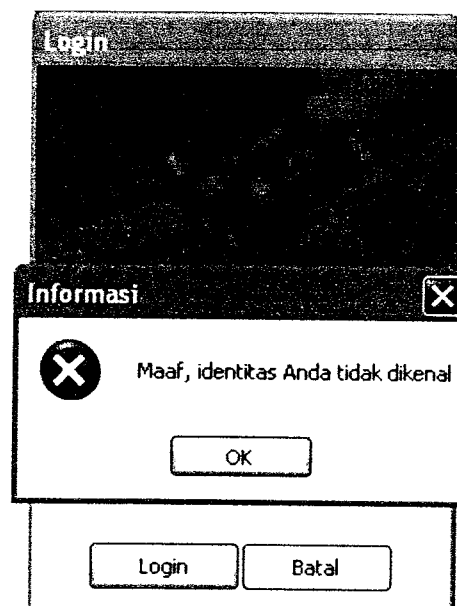 Login
Informasi
Maaf, identitas Anda tidak dikenal
OK
Login
Batal